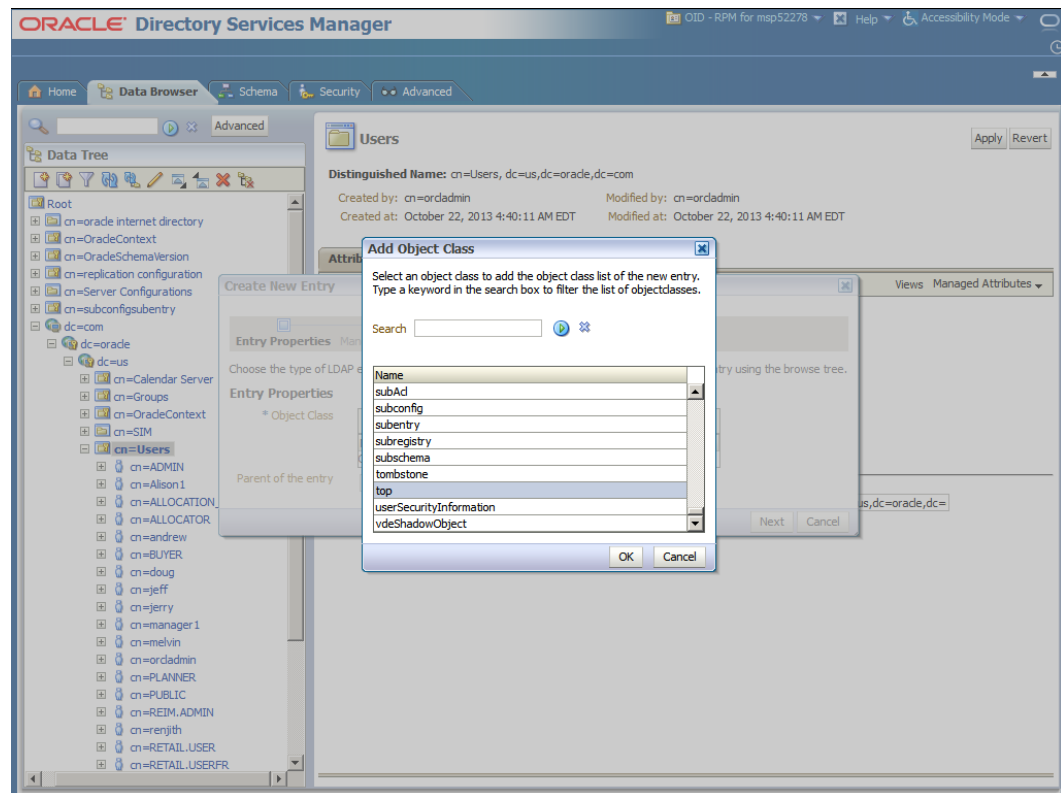 ORACLE Directory Services Manager
OID - RPM for msp52278 Help Accessibility Mode
Home Data Browser Schema Security Advanced
Advanced
Data Tree
Root
cn=oracle internet directory
cn=OracleContext
cn=OracleSchemaVersion
cn=replication configuration
cn=Server Configurations
cn=subconfigsubentry
dc=com
dc=oracle
dc=us
cn=Calendar Server
cn=Groups
cn=OracleContext
cn=SIM
cn=Users
cn=ADMIN
cn=Alison1
cn=ALLOCATION_
cn=ALLOCATOR
cn=andrew
cn=BUYER
cn=doug
cn=jeff
cn=jerry
cn=manager1
cn=melvin
cn=orcladmin
cn=PLANNER
cn=PUBLIC
cn=REIM.ADMIN
cn=renjith
cn=RETAIL.USER
cn=RETAIL.USERFR
Users
Apply Revert
Distinguished Name: cn=Users, dc=us,dc=oracle,dc=com
Created by: cn=orcladmin Modified by: cn=orcladmin
Created at: October 22, 2013 4:40:11 AM EDT Modified at: October 22, 2013 4:40:11 AM EDT
Attrib
Views Managed Attributes
Create New Entry
Entry Properties Man
Choose the type of LDAP e
try using the browse tree.
Entry Properties
* Object Class
Parent of the entry
us,dc=oracle,dc=
Next Cancel
Add Object Class
Select an object class to add the object class list of the new entry.
Type a keyword in the search box to filter the list of objectclasses.
Search
Name
subAcl
subconfig
subentry
subregistry
subschema
tombstone
top
userSecurityInformation
vdeShadowObject
OK Cancel